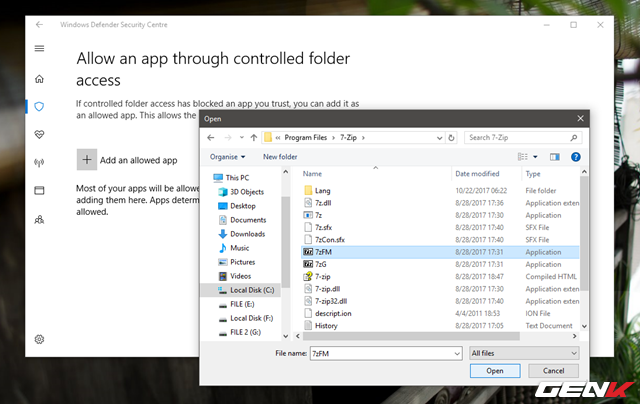 Windows Defender Security Centre
Allow an app through controlled folder
access
If controlled folder access has blocked an app you trust, you can add it as
an allowed app. This allows the
Add an allowed app
Most of your apps will be allowe
adding them here. Apps determ
allowed.
Open
« Program Files › 7-Zip ›
Search 7-Zip
Organise
New folder
This PC
3D Objects
Desktop
Documents
Downloads
Music
Pictures
Videos
Local Disk (C:)
FILE (E:)
Local Disk (F:)
FILE 2 (G:)
Name Date modified Type
Lang 10/22/2017 06:22 File folder
7z.dll 8/28/2017 17:36 Application exten
7z 8/28/2017 17:30 Application
7z.sfx 8/28/2017 17:40 SFX File
7zCon.sfx 8/28/2017 17:40 SFX File
7zFM 8/28/2017 17:31 Application
7zG 8/28/2017 17:31 Application
7-zip 8/28/2017 18:47 Compiled HTML
7-zip.dll 8/28/2017 17:40 Application exten
7-zip32.dll 8/28/2017 17:40 Application exten
descript.ion 4/4/2011 08:53 ION File
History 8/28/2017 17:05 Text Document
File name: 7zFM
All files
Open
Cancel
GENK